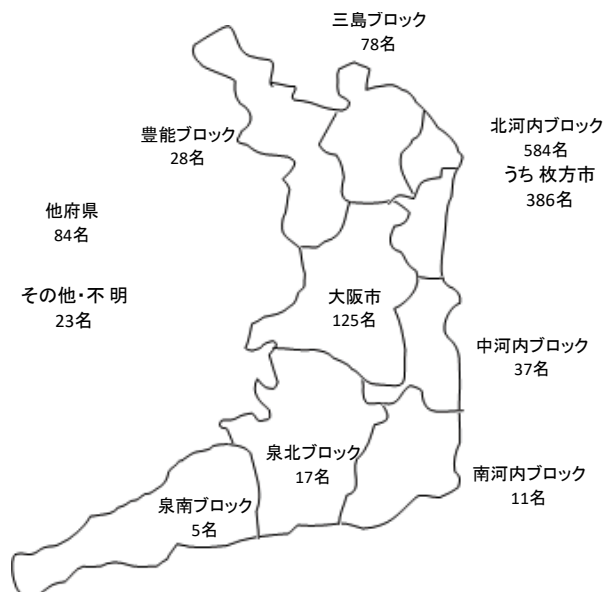 三島ブロック
78名
豊能ブロック
28名
北河内ブロック
584名
うち 枚方市
386名
他府県
84名
その他・不 明
23名
大阪市
125名
中河内ブロック
37名
泉北ブロック
17名
南河内ブロック
11名
泉南ブロック
5名